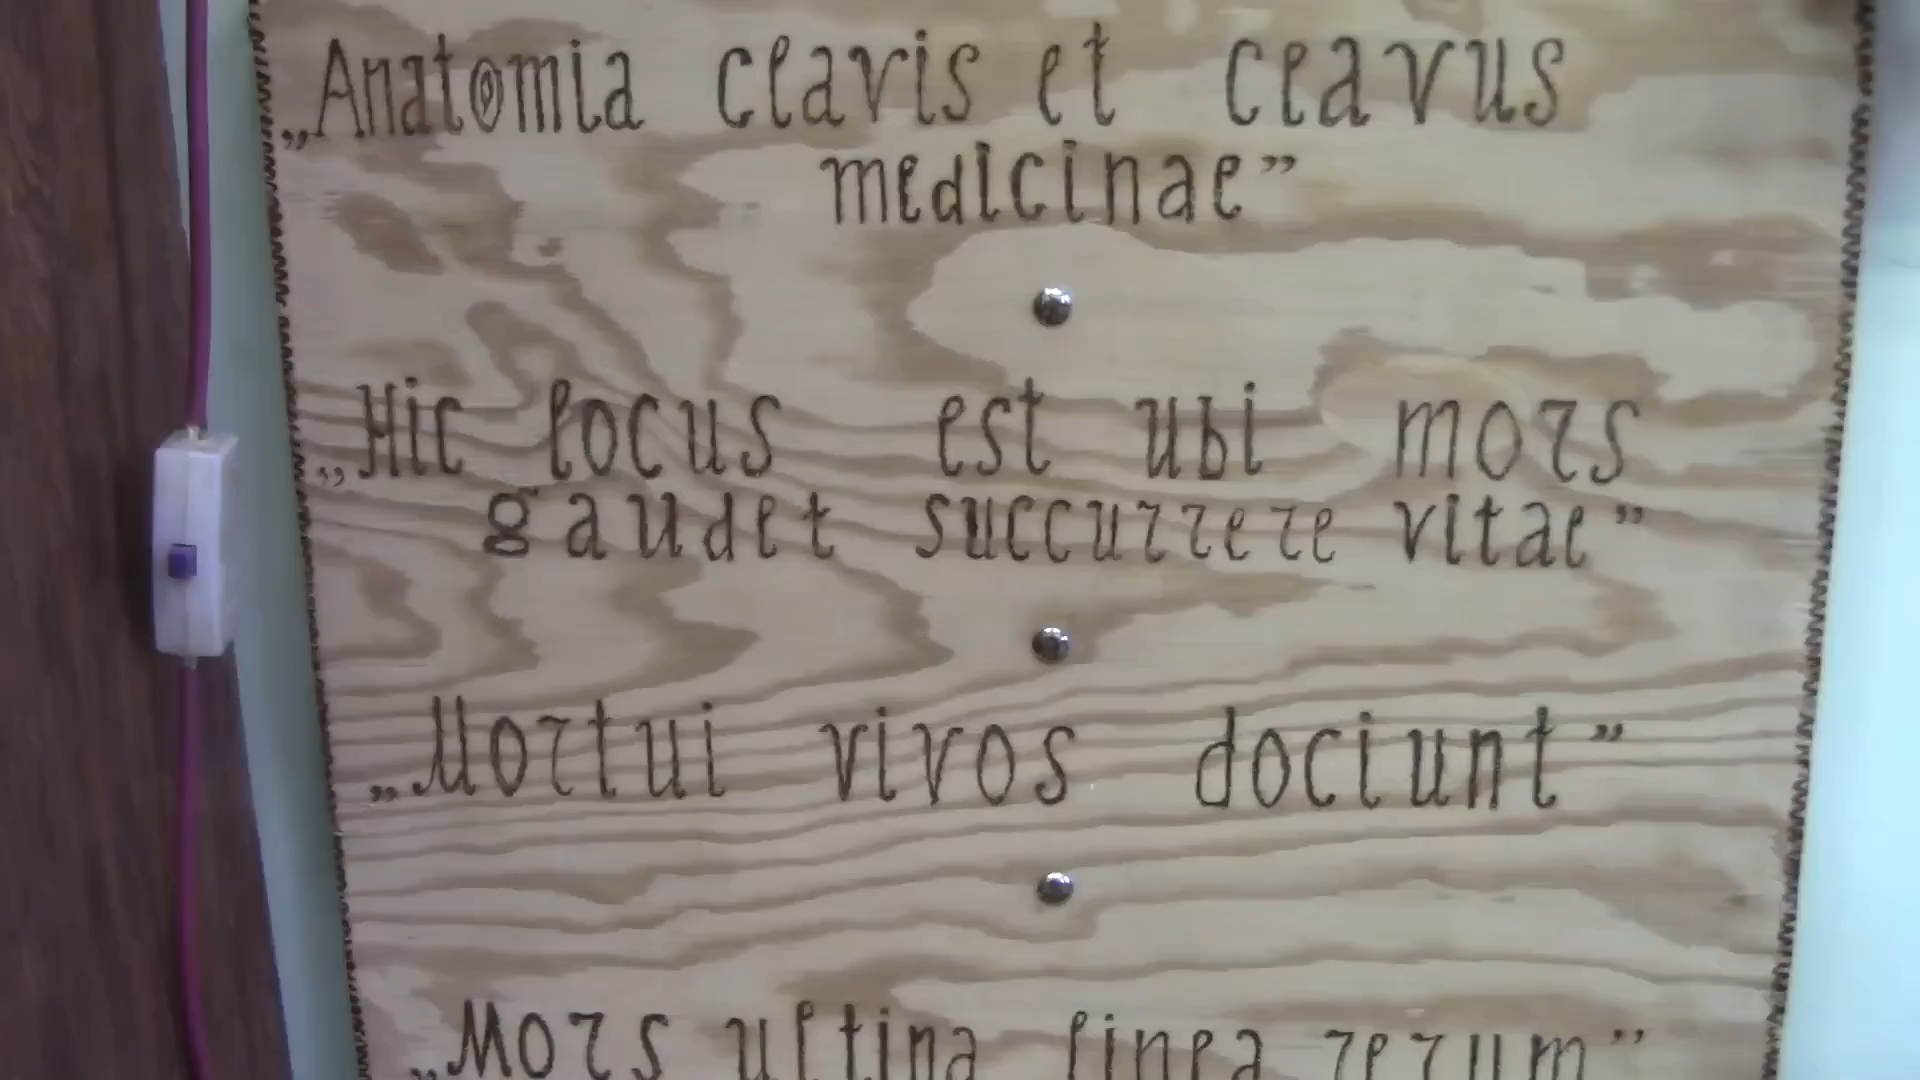 „Anatomia clavis et clavus
medicinae”
„Hic locus est ubi mors
gaudet succurrere vitae”
„Mortui vivos dociunt”
„Mors ultina linea rerum”